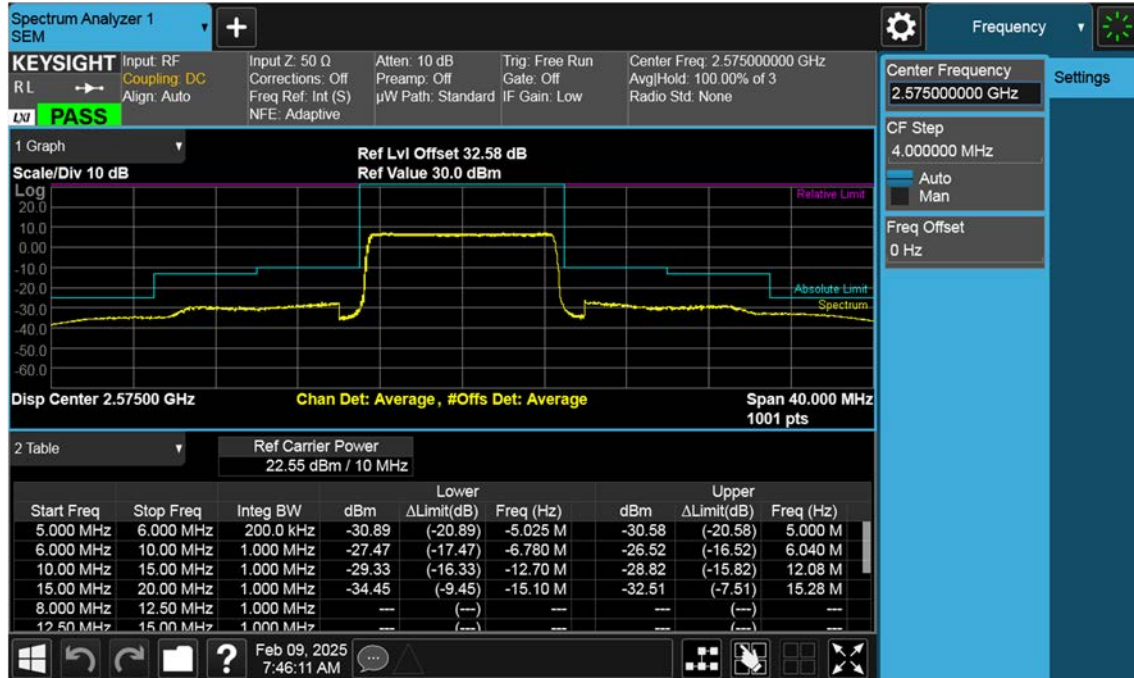 Spectrum Analyzer 1
SEM
Frequency
KEYSIGHT
R L
LXI
PASS
Input: RF
Coupling: DC
Align: Auto
Input Z: 50 Ω
Corrections: Off
Freq Ref: Int (S)
NFE: Adaptive
Atten: 10 dB
Preamp: Off
µW Path: Standard
Trig: Free Run
Gate: Off
IF Gain: Low
Center Freq: 2.575000000 GHz
Avg|Hold: 100.00% of 3
Radio Std: None
Center Frequency
2.575000000 GHz
Settings
CF Step
4.000000 MHz
Auto
Man
Freq Offset
0 Hz
1 Graph
Scale/Div 10 dB
Ref Lvl Offset 32.58 dB
Ref Value 30.0 dBm
Log
Relative Limit
20.0
10.0
0.00
-10.0
-20.0
-30.0
-40.0
-50.0
-60.0
Absolute Limit
Spectrum
Disp Center 2.57500 GHz
Chan Det: Average , #Offs Det: Average
Span 40.000 MHz
1001 pts
2 Table
Ref Carrier Power
22.55 dBm / 10 MHz
Lower Upper
Start Freq Stop Freq Integ BW dBm ΔLimit(dB) Freq (Hz) dBm ΔLimit(dB) Freq (Hz)
5.000 MHz 6.000 MHz 200.0 kHz -30.89 (-20.89) -5.025 M -30.58 (-20.58) 5.000 M
6.000 MHz 10.00 MHz 1.000 MHz -27.47 (-17.47) -6.780 M -26.52 (-16.52) 6.040 M
10.00 MHz 15.00 MHz 1.000 MHz -29.33 (-16.33) -12.70 M -28.82 (-15.82) 12.08 M
15.00 MHz 20.00 MHz 1.000 MHz -34.45 (-9.45) -15.10 M -32.51 (-7.51) 15.28 M
8.000 MHz 12.50 MHz 1.000 MHz --- (---) --- --- (---) ---
12.50 MHz 15.00 MHz 1.000 MHz --- (---) --- --- (---) ---
?
Feb 09, 2025
7:46:11 AM